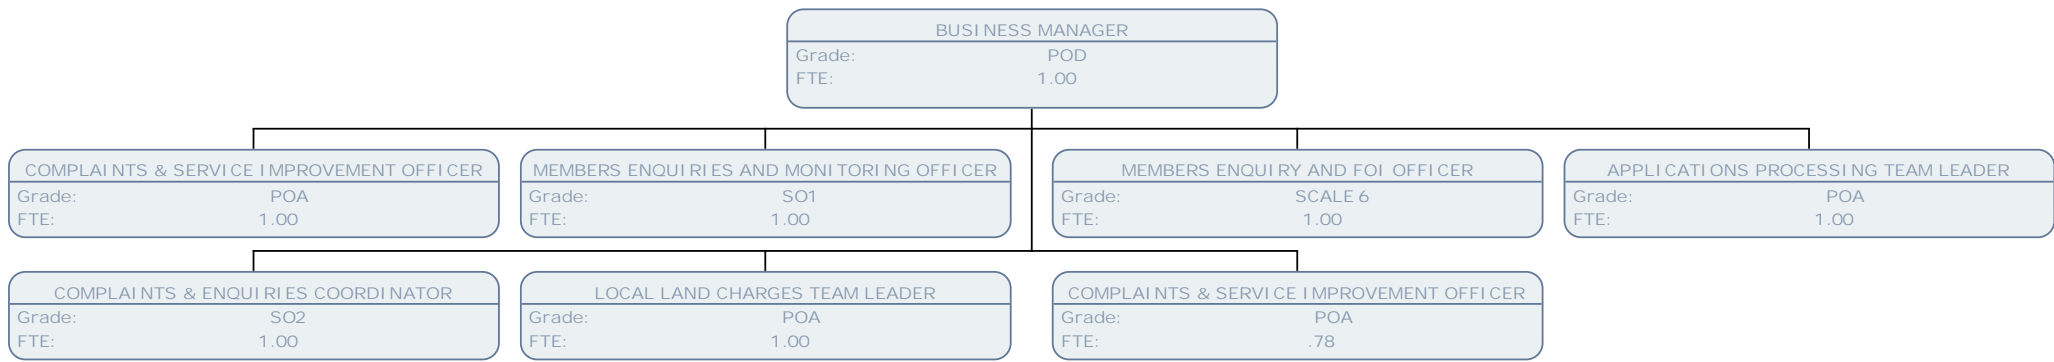 BUSINESS MANAGER
Grade: POD
FTE: 1.00
COMPLAINTS & SERVICE IMPROVEMENT OFFICER
Grade: POA
FTE: 1.00
MEMBERS ENQUIRIES AND MONITORING OFFICER
Grade: SO1
FTE: 1.00
MEMBERS ENQUIRY AND FOI OFFICER
Grade: SCALE 6
FTE: 1.00
APPLICATIONS PROCESSING TEAM LEADER
Grade: POA
FTE: 1.00
COMPLAINTS & ENQUIRIES COORDINATOR
Grade: SO2
FTE: 1.00
LOCAL LAND CHARGES TEAM LEADER
Grade: POA
FTE: 1.00
COMPLAINTS & SERVICE IMPROVEMENT OFFICER
Grade: POA
FTE: .78